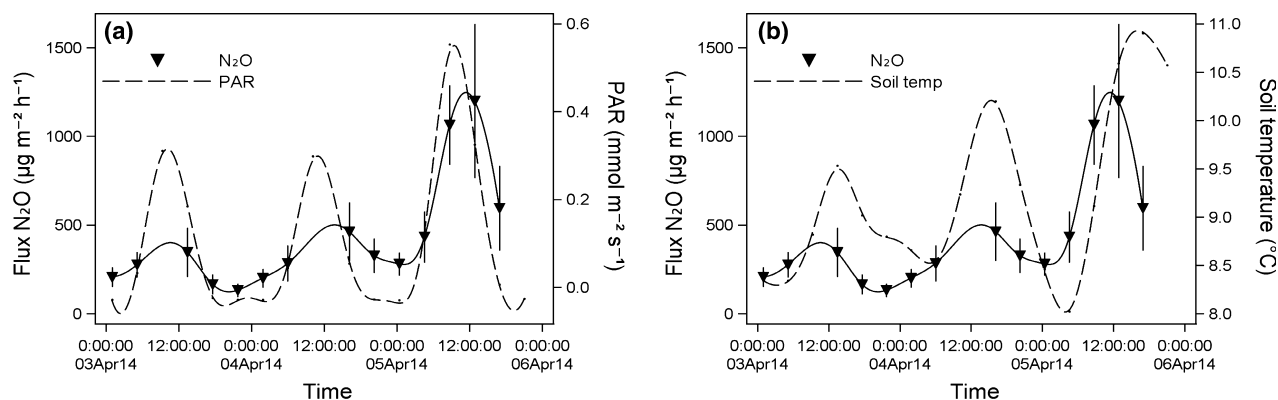 (a)
N₂O
PAR
Flux N₂O (µg m⁻² h⁻¹)
1500
1000
500
0
0.6
0.4
0.2
0.0
PAR (mmol m⁻² s⁻¹)
0:00:00 12:00:00 0:00:00 12:00:00 0:00:00 12:00:00 0:00:00
03Apr14 04Apr14 05Apr14 06Apr14
Time
(b)
N₂O
Soil temp
Flux N₂O (µg m⁻² h⁻¹)
1500
1000
500
0
11.0
10.5
10.0
9.5
9.0
8.5
8.0
Soil temperature (°C)
0:00:00 12:00:00 0:00:00 12:00:00 0:00:00 12:00:00 0:00:00
03Apr14 04Apr14 05Apr14 06Apr14
Time